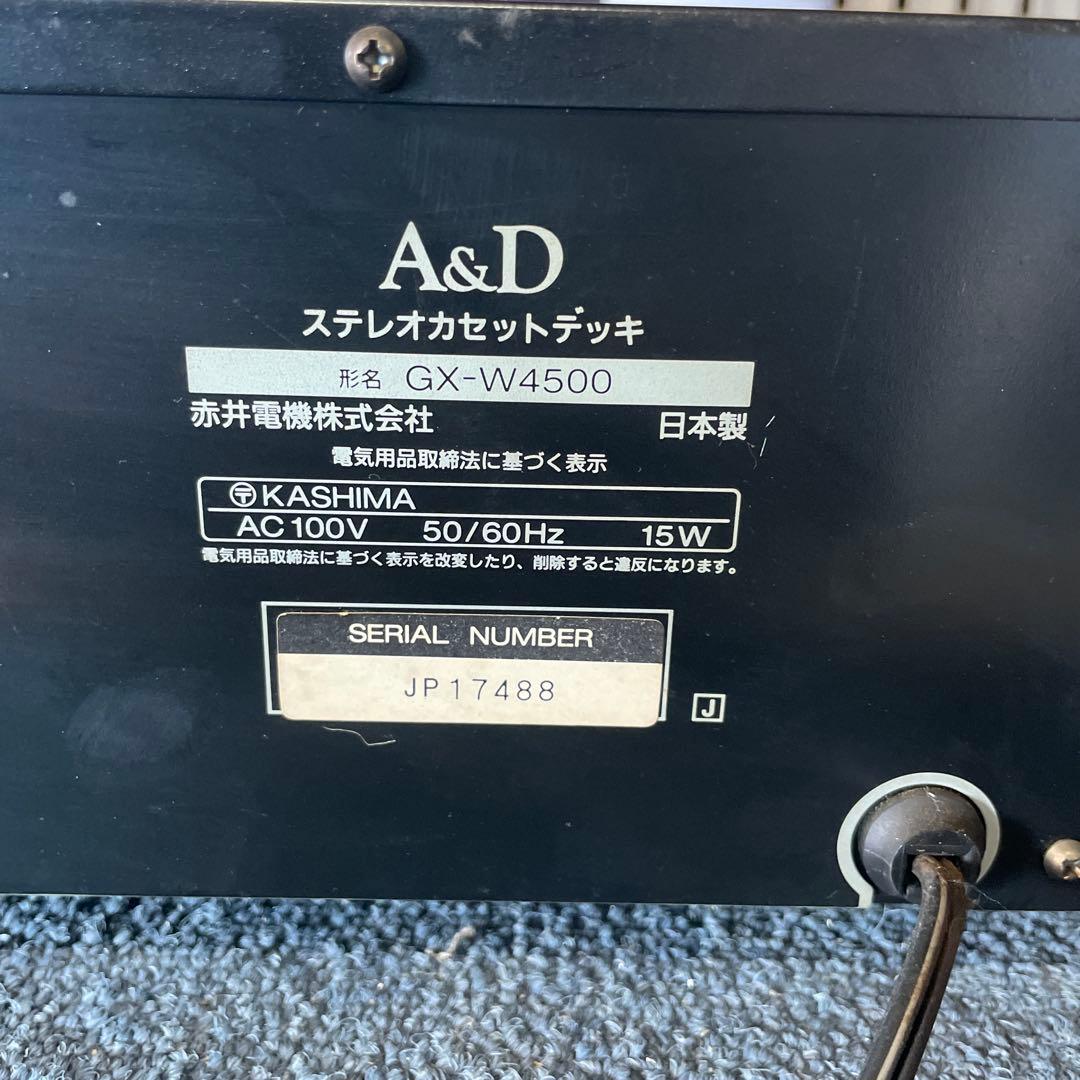 A&D
ステレオカセットデッキ
形名 GX-W4500
赤井電機株式会社 日本製
電気用品取締法に基づく表示
〶KASHIMA
AC 100V 50/60Hz 15W
電気用品取締法に基づく表示を改変したり、削除すると違反になります。
SERIAL NUMBER
JP17488
J